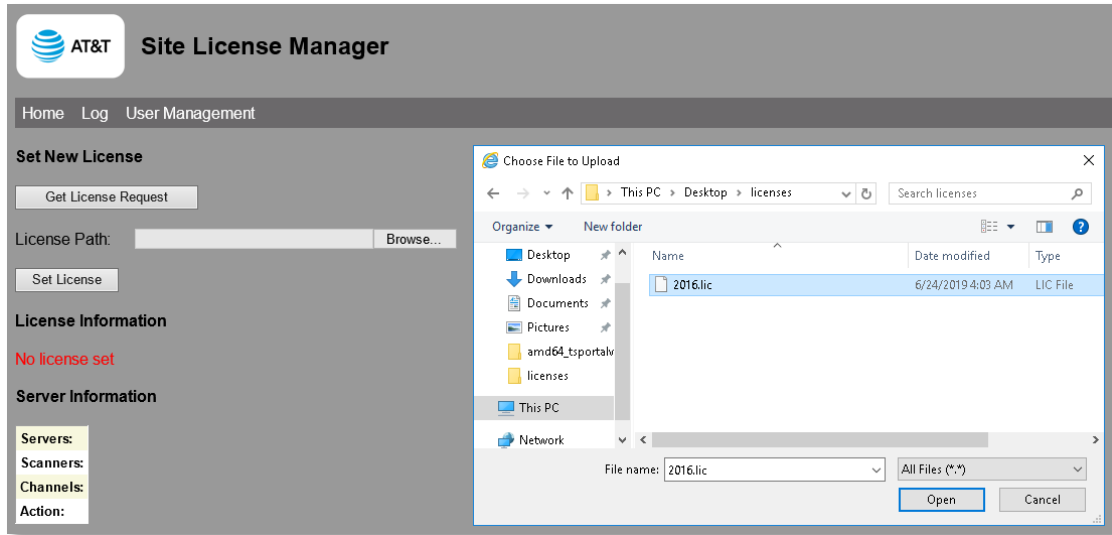 AT&T Site License Manager
Home Log User Management
Set New License
Get License Request
License Path: Browse...
Set License
License Information
No license set
Server Information
Servers:
Scanners:
Channels:
Action:
Choose File to Upload
This PC > Desktop > licenses Search licenses
Organize New folder
Name Date modified Type
2016.lic 6/24/2019 4:03 AM LIC File
Desktop
Downloads
Documents
Pictures
amd64_tsportalv
licenses
This PC
Network
File name: 2016.lic All Files (*.*)
Open Cancel